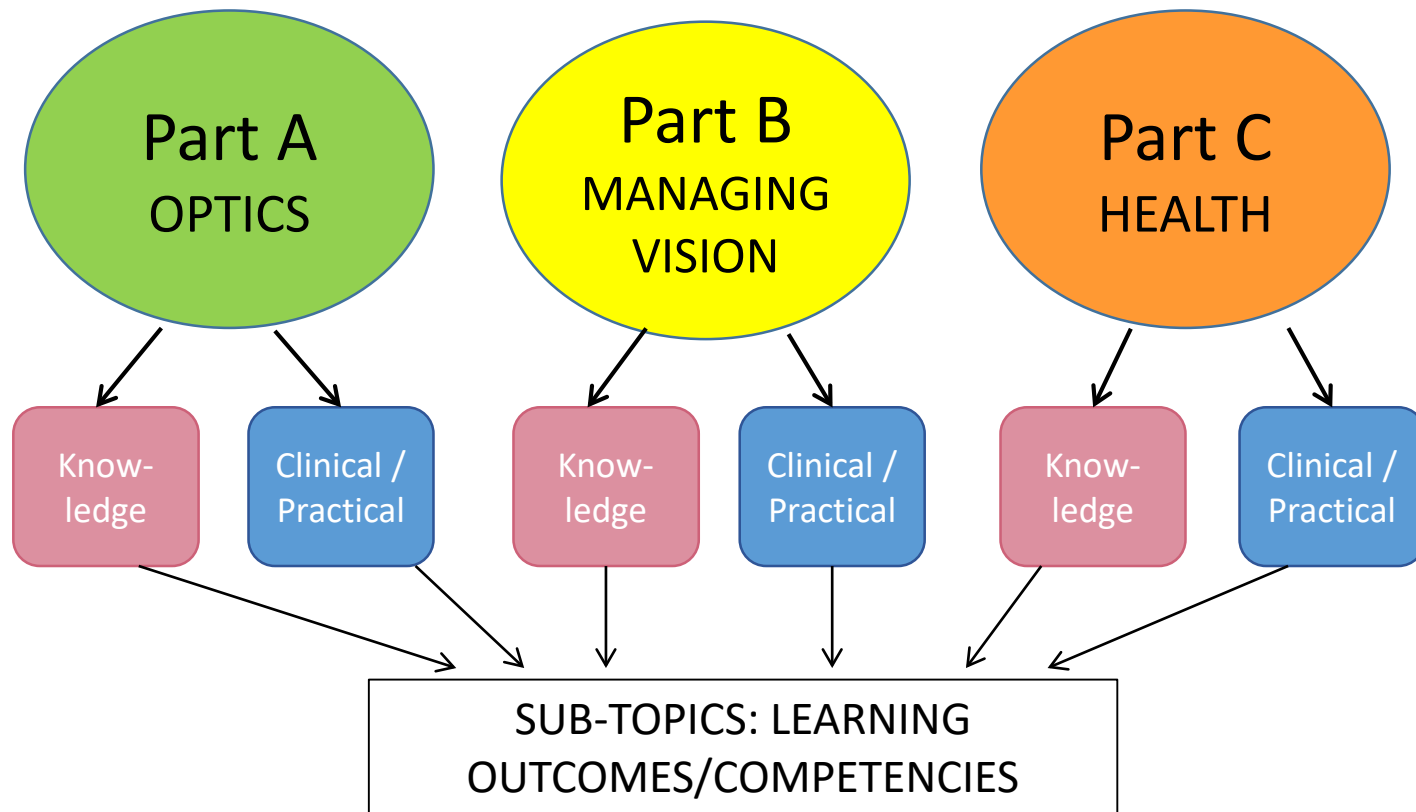 Part A
OPTICS
Part B
MANAGING
VISION
Part C
HEALTH
Know-
ledge
Clinical /
Practical
Know-
ledge
Clinical /
Practical
Know-
ledge
Clinical /
Practical
SUB-TOPICS: LEARNING
OUTCOMES/COMPETENCIES